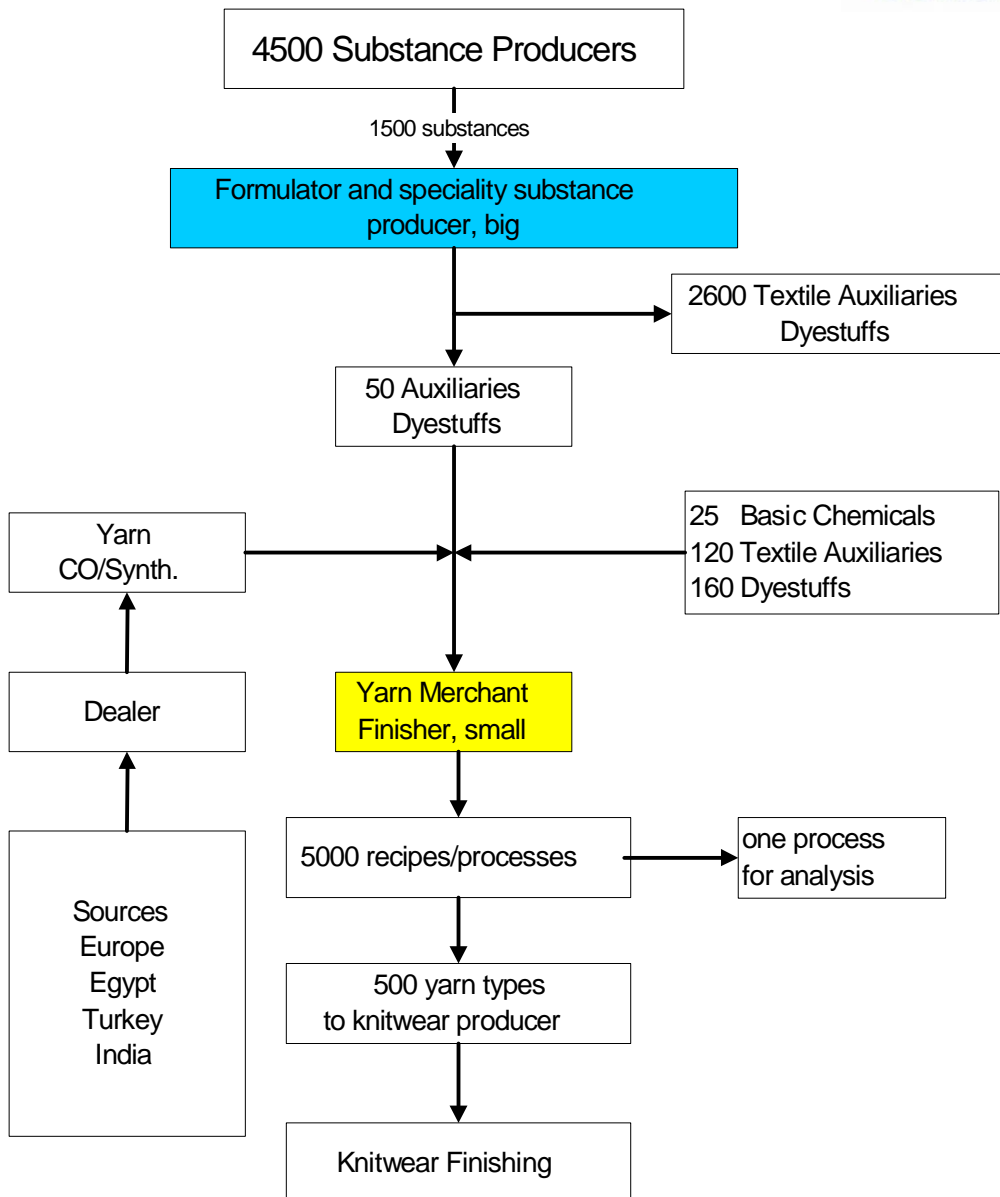 4500 Substance Producers
1500 substances
Formulator and speciality substance
producer, big
2600 Textile Auxiliaries
Dyestuffs
50 Auxiliaries
Dyestuffs
Yarn
CO/Synth.
25 Basic Chemicals
120 Textile Auxiliaries
160 Dyestuffs
Dealer
Yarn Merchant
Finisher, small
Sources
Europe
Egypt
Turkey
India
5000 recipes/processes
one process
for analysis
500 yarn types
to knitwear producer
Knitwear Finishing